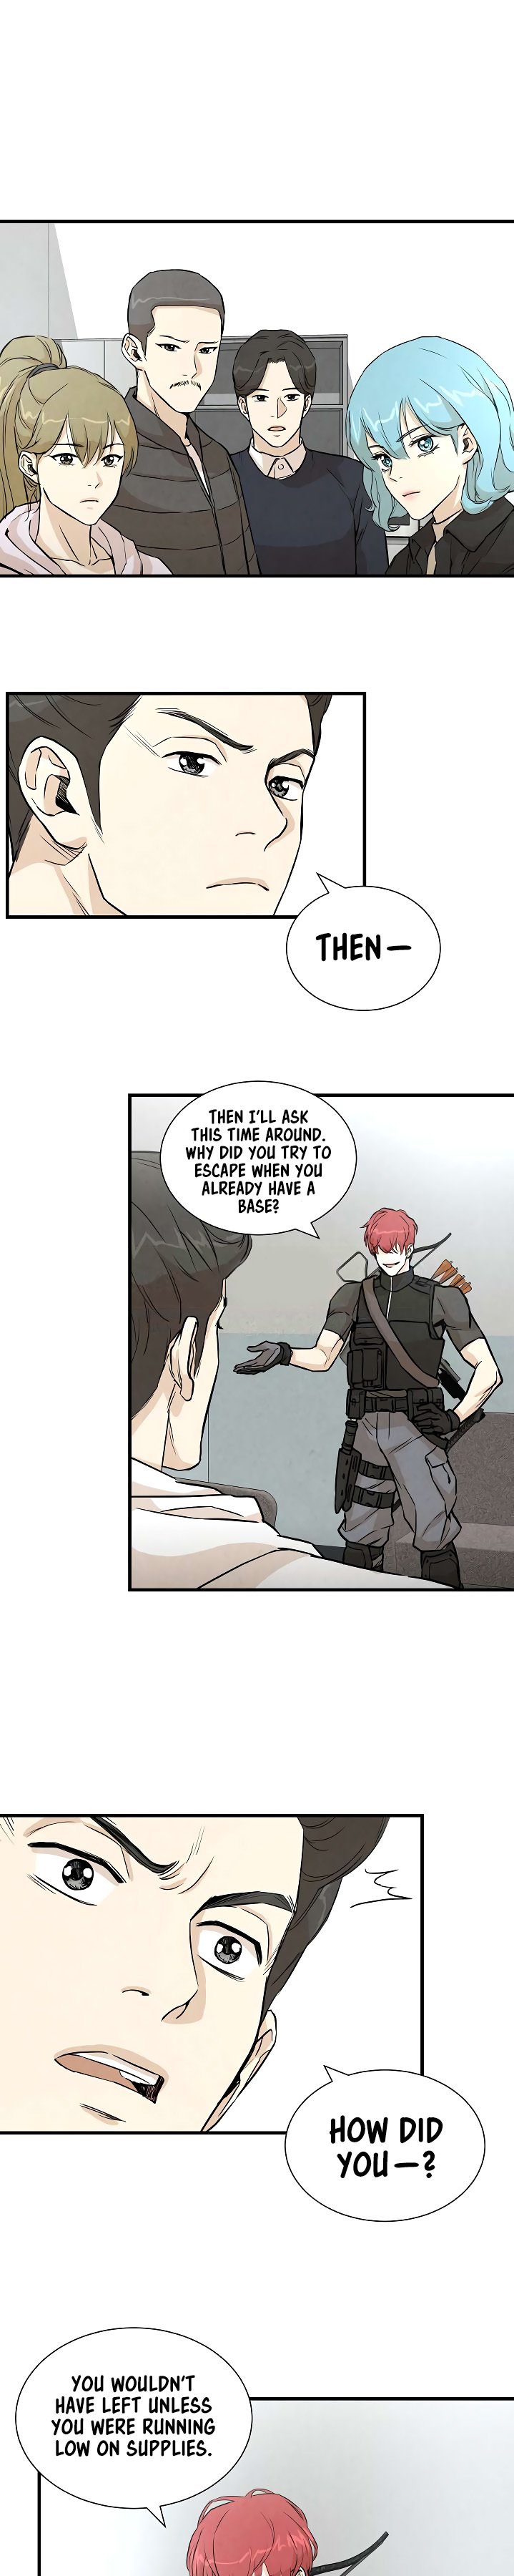 THEN—
THEN I'LL ASK
THIS TIME AROUND.
WHY DID YOU TRY TO
ESCAPE WHEN YOU
ALREADY HAVE A
BASE?
HOW DID
YOU—?
YOU WOULDN'T
HAVE LEFT UNLESS
YOU WERE RUNNING
LOW ON SUPPLIES.